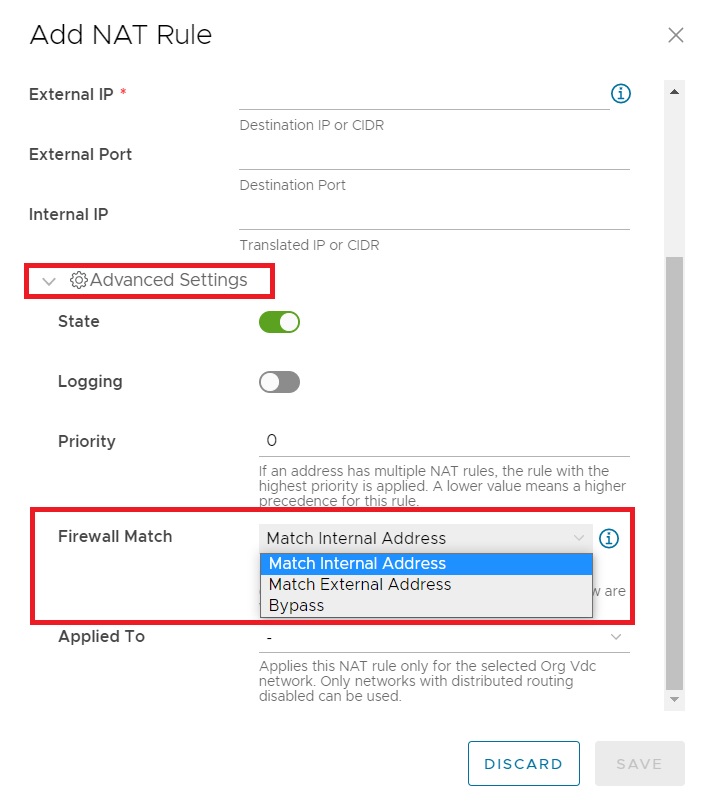 Add NAT Rule
External IP *
Destination IP or CIDR
External Port
Destination Port
Internal IP
Translated IP or CIDR
Advanced Settings
State
Logging
Priority 0
If an address has multiple NAT rules, the rule with the
highest priority is applied. A lower value means a higher
precedence for this rule.
Firewall Match Match Internal Address
Match Internal Address
Match External Address
Bypass
are
Applied To -
Applies this NAT rule only for the selected Org Vdc
network. Only networks with distributed routing
disabled can be used.
DISCARD SAVE